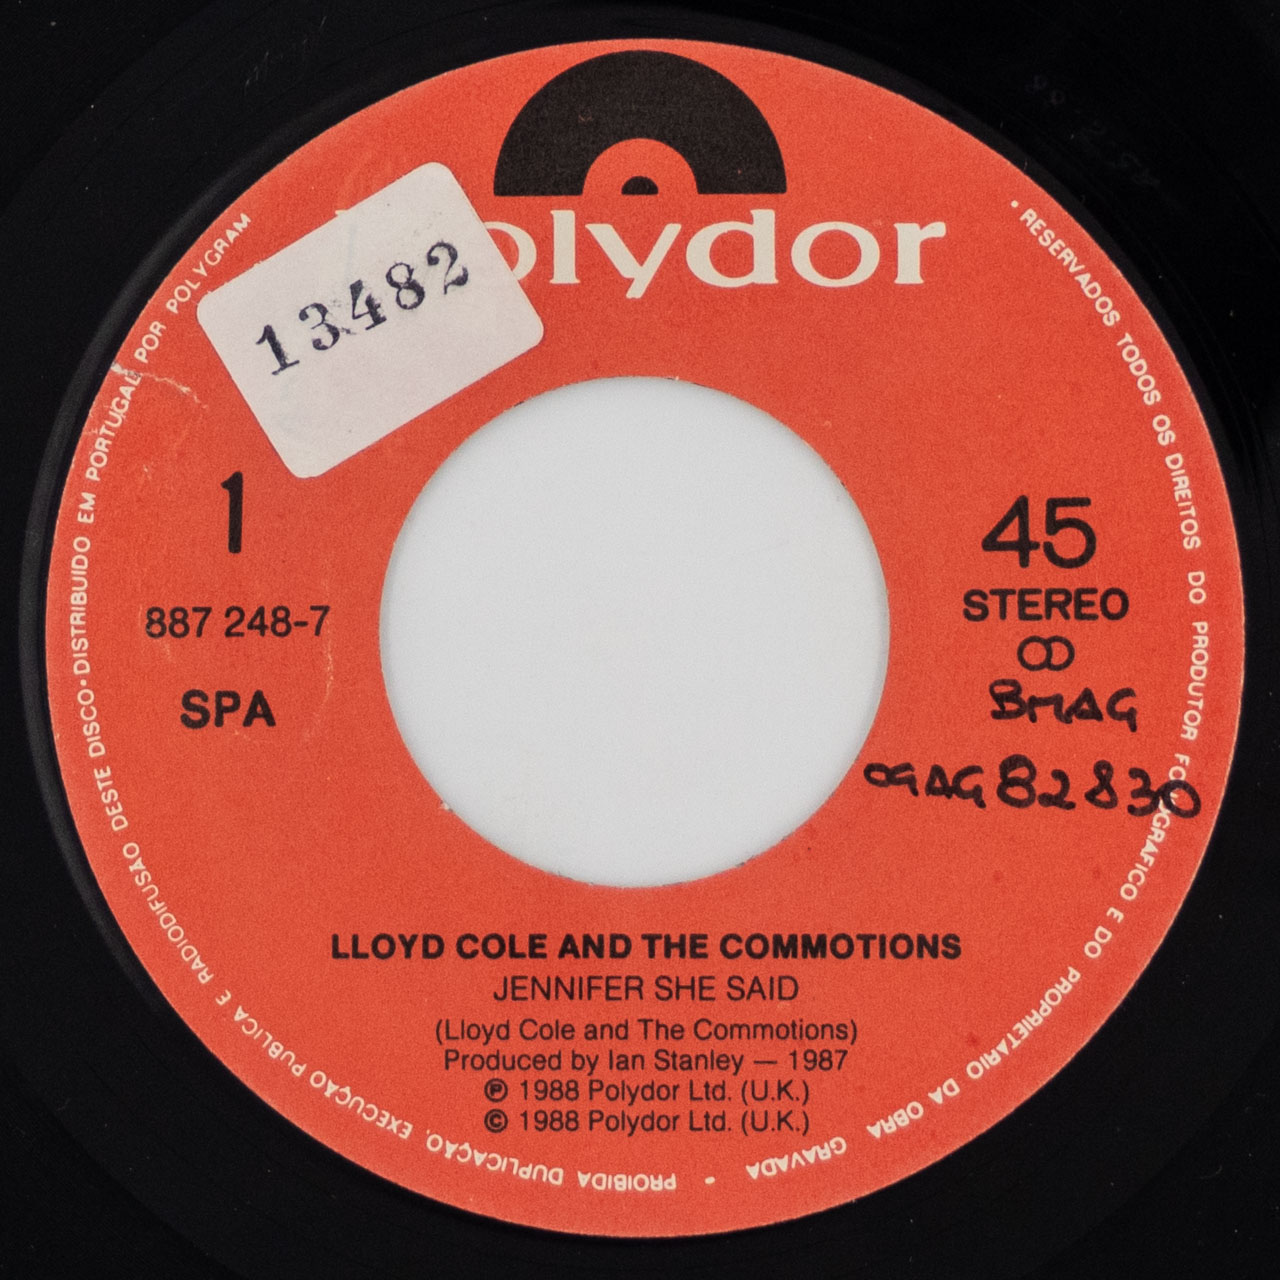 Polydor
13482
1
887 248-7
SPA
45
STEREO
BMAG
82830
LLOYD COLE AND THE COMMOTIONS
JENNIFER SHE SAID
(Lloyd Cole and The Commotions)
Produced by Ian Stanley — 1987
℗ 1988 Polydor Ltd. (U.K.)
© 1988 Polydor Ltd. (U.K.)
• RESERVADOS TODOS OS DIREITOS DO PRODUTOR FONOGRAFICO E DO PROPRIETARIO DA OBRA GRAVADA • PROIBIDA DUPLICAÇÃO, EXECUÇÃO PUBLICA E RADIODIFUSÃO DESTE DISCO • DISTRIBUIDO EM PORTUGAL POR POLYGRAM